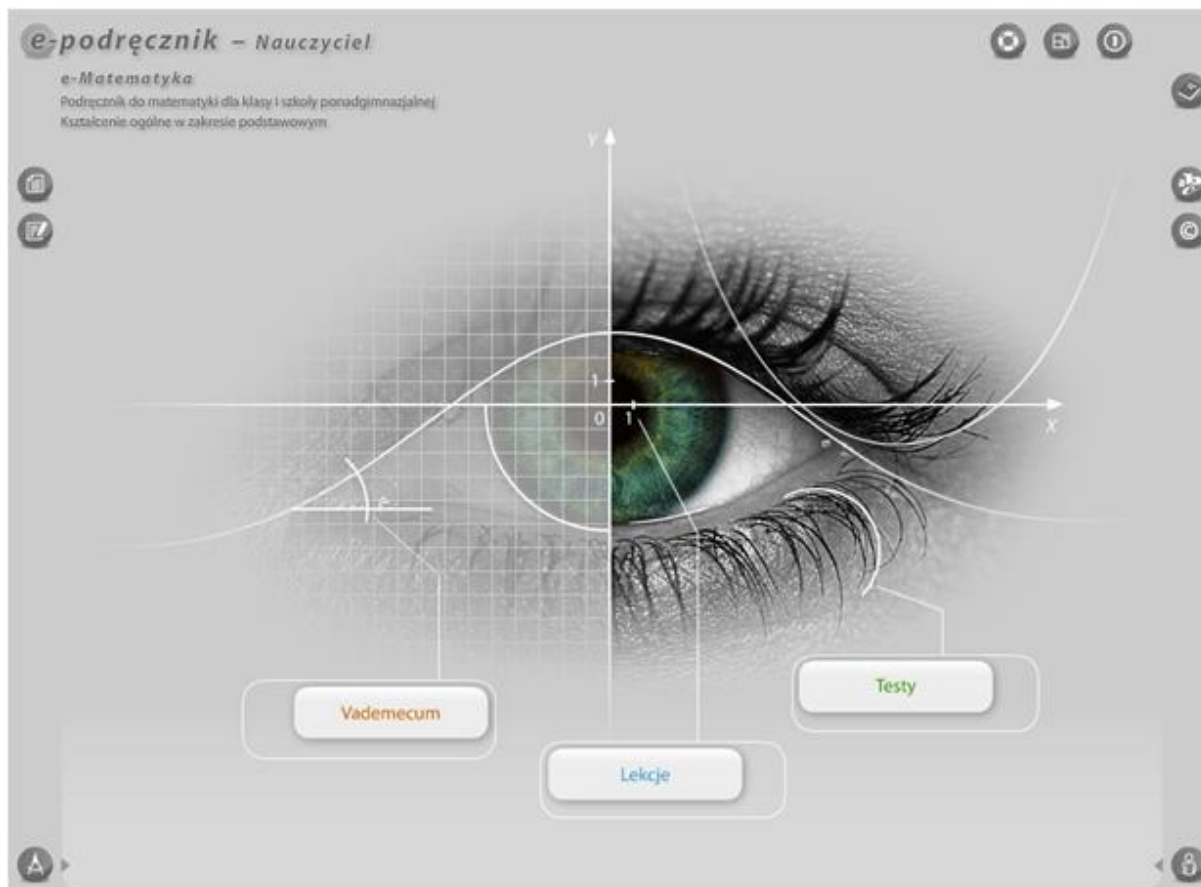 e-podręcznik – Nauczyciel
e-Matematyka
Podręcznik do matematyki dla klasy I szkoły ponadgimnazjalnej
Kształcenie ogólne w zakresie podstawowym
Y
1
0 1
X
Vademecum
Testy
Lekcje